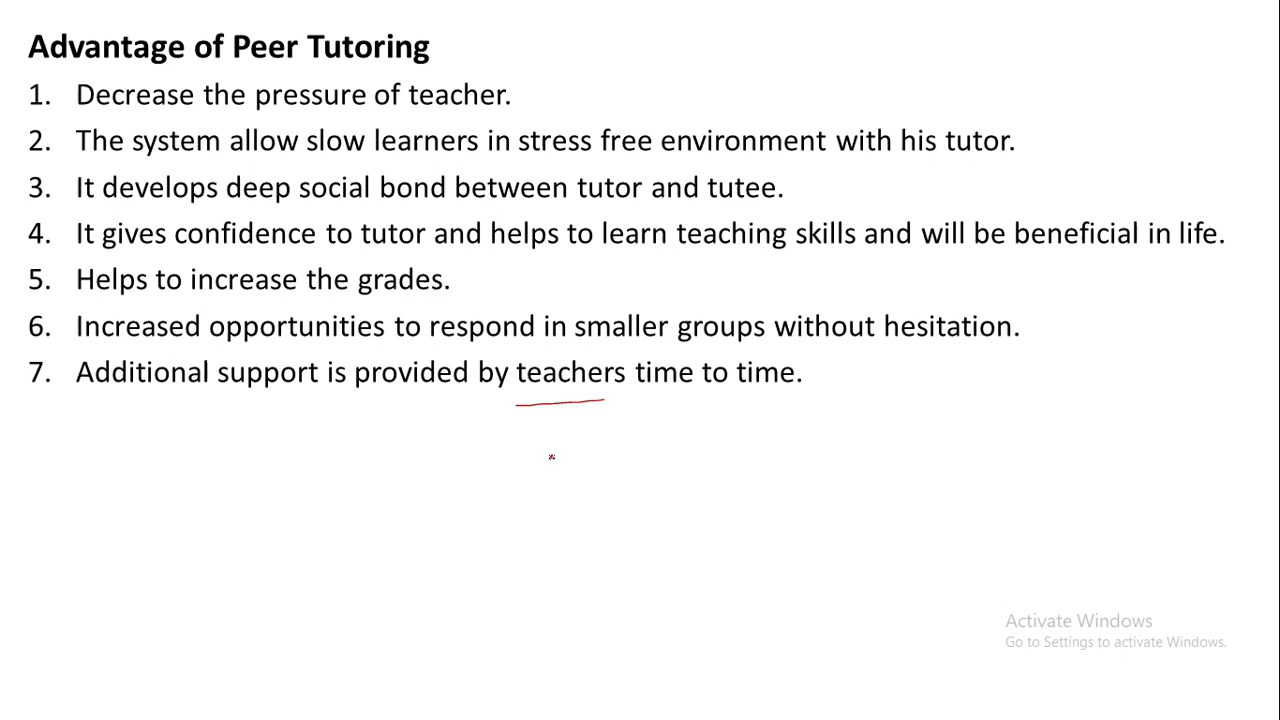 Advantage of Peer Tutoring
1. Decrease the pressure of teacher.
2. The system allow slow learners in stress free environment with his tutor.
3. It develops deep social bond between tutor and tutee.
4. It gives confidence to tutor and helps to learn teaching skills and will be beneficial in life.
5. Helps to increase the grades.
6. Increased opportunities to respond in smaller groups without hesitation.
7. Additional support is provided by teachers time to time.
Activate Windows
Go to Settings to activate Windows.